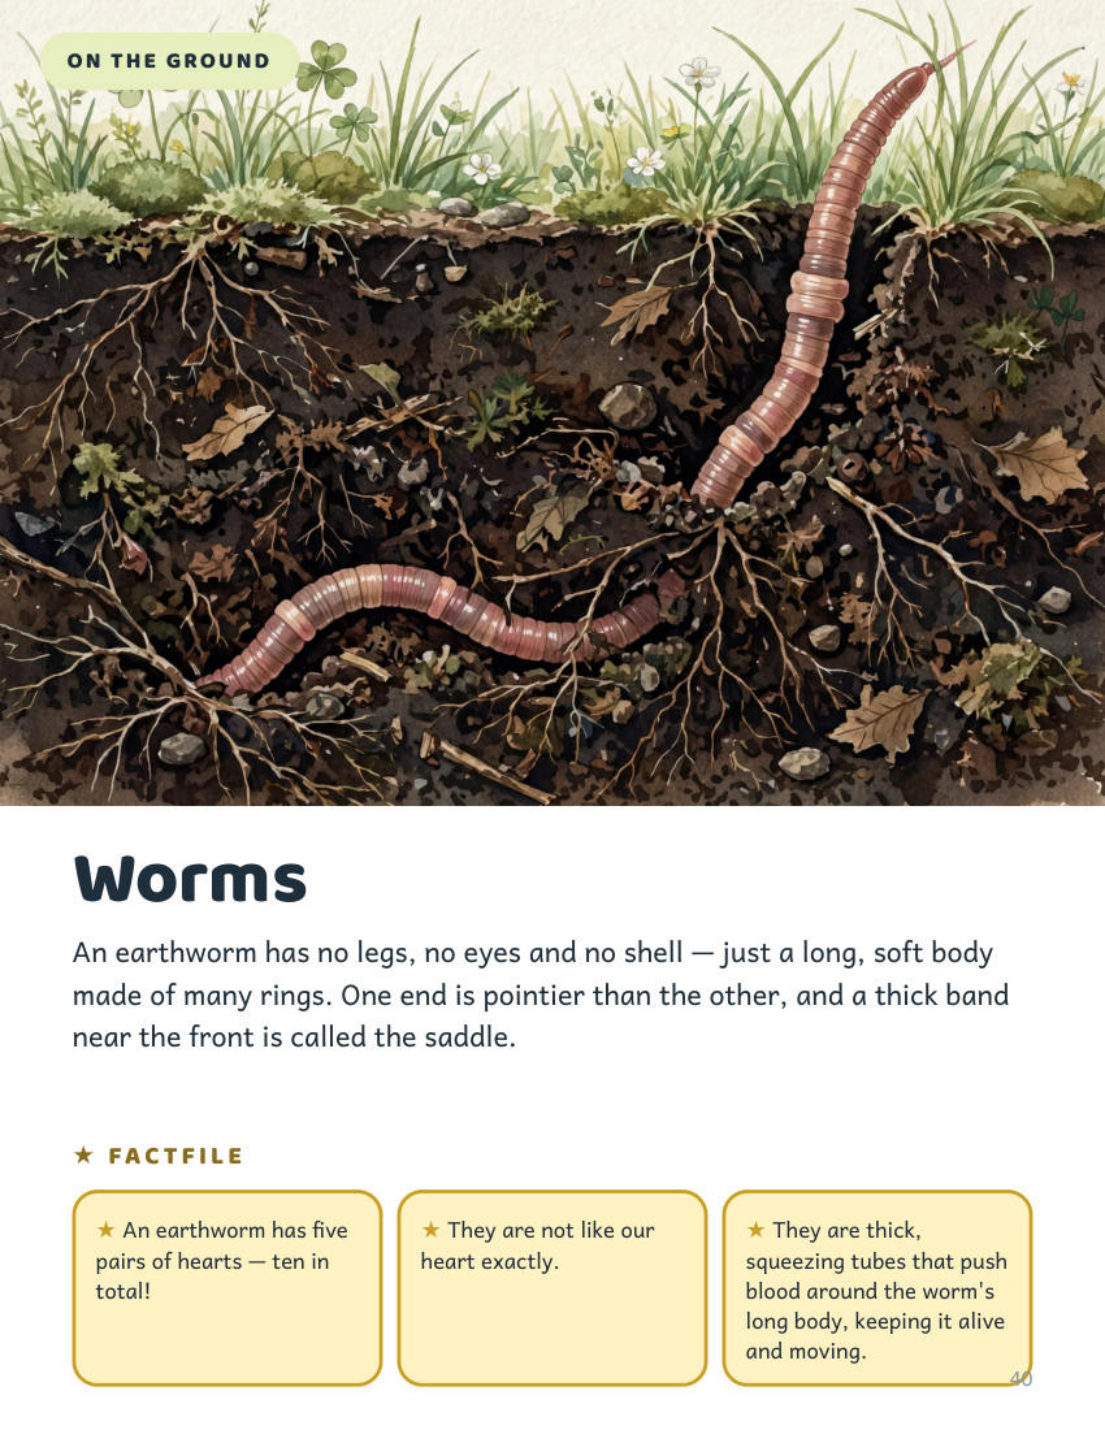 ON THE GROUND
Worms
An earthworm has no legs, no eyes and no shell — just a long, soft body
made of many rings. One end is pointier than the other, and a thick band
near the front is called the saddle.
★ FACTFILE
★ An earthworm has five
pairs of hearts — ten in
total!
★ They are not like our
heart exactly.
★ They are thick,
squeezing tubes that push
blood around the worm's
long body, keeping it alive
and moving.
40